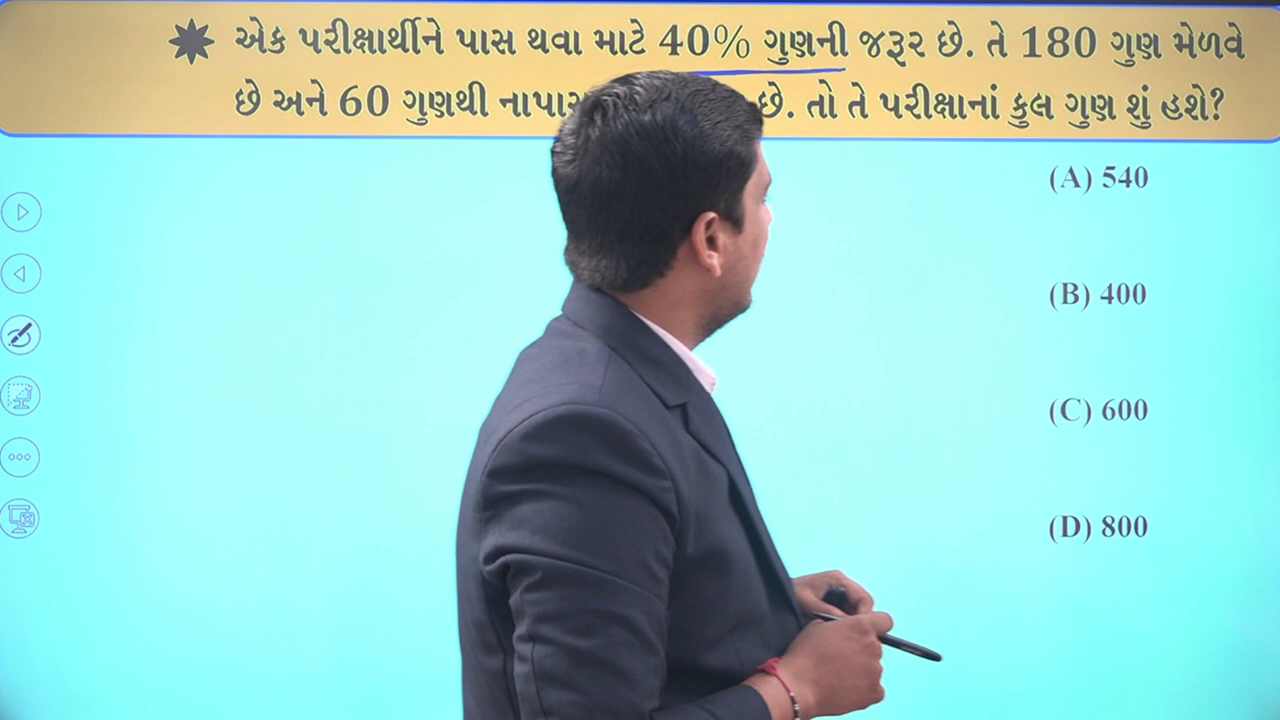 એક પરીક્ષાર્થીને પાસ થવા માટે 40% ગુણની જરૂર છે. તે 180 ગુણ મેળવે
છે અને 60 ગુણથી છે. તો તે પરીક્ષાનાં કુલ ગુણ શું હશે?
(A) 540
(B) 400
(C) 600
(D) 800